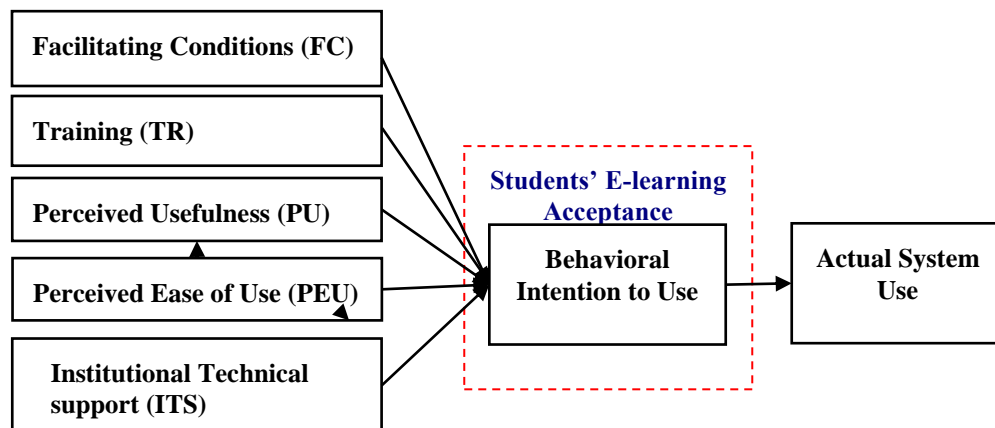 Facilitating Conditions (FC)
Training (TR)
Perceived Usefulness (PU)
Perceived Ease of Use (PEU)
Institutional Technical
support (ITS)
Students’ E-learning
Acceptance
Behavioral
Intention to Use
Actual System
Use